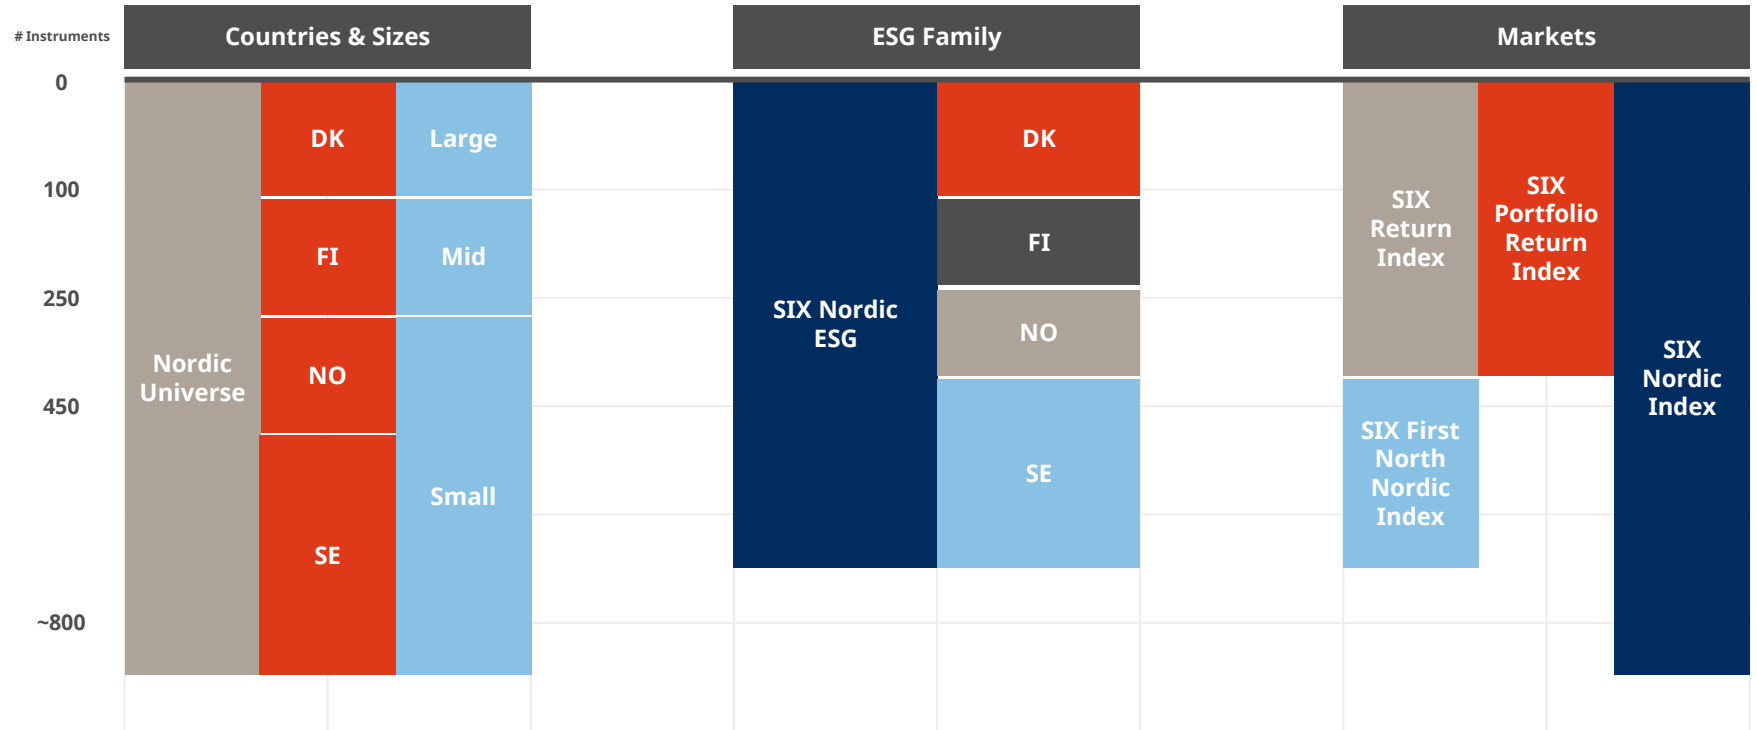 # Instruments
Countries & Sizes
ESG Family
Markets
0
100
250
450
~800
Nordic
Universe
DK
FI
NO
SE
Large
Mid
Small
SIX Nordic
ESG
DK
FI
NO
SE
SIX
Return
Index
SIX First
North
Nordic
Index
SIX
Portfolio
Return
Index
SIX
Nordic
Index